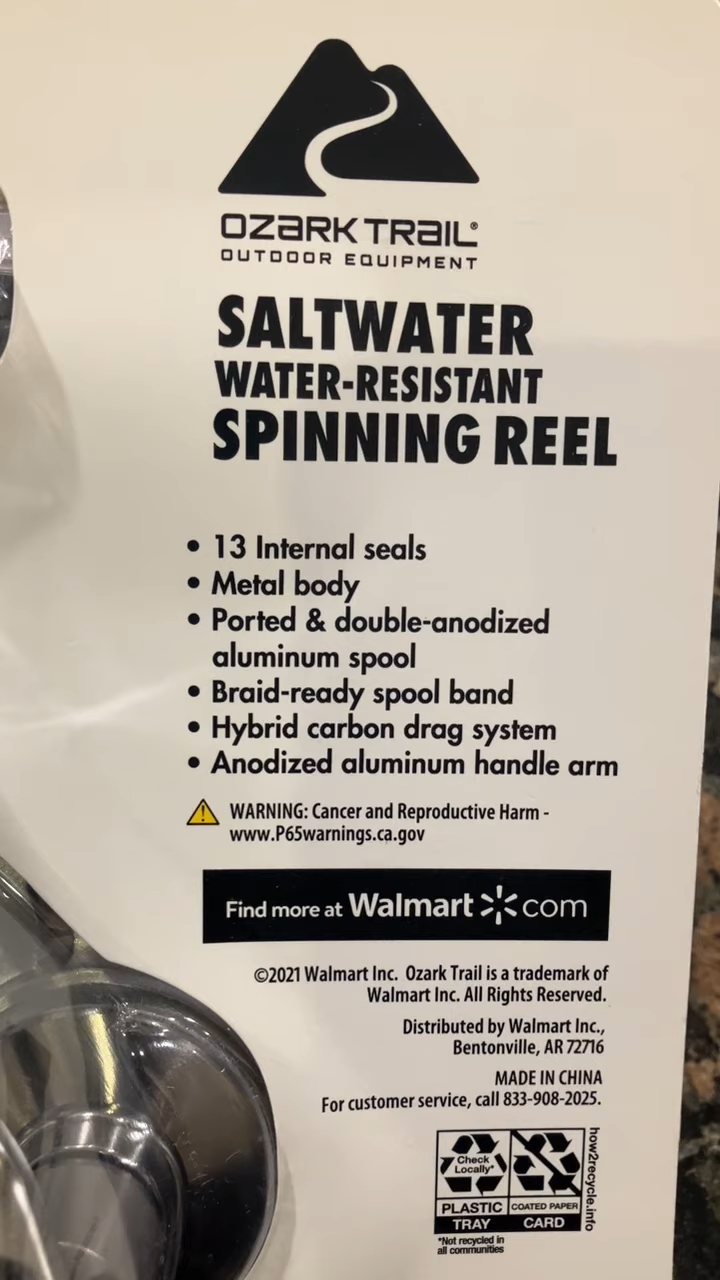 OZARK TRAIL®
OUTDOOR EQUIPMENT
SALTWATER
WATER-RESISTANT
SPINNING REEL
• 13 Internal seals
• Metal body
• Ported & double-anodized
aluminum spool
• Braid-ready spool band
• Hybrid carbon drag system
• Anodized aluminum handle arm
WARNING: Cancer and Reproductive Harm -
www.P65warnings.ca.gov
Find more at Walmart com
©2021 Walmart Inc. Ozark Trail is a trademark of
Walmart Inc. All Rights Reserved.
Distributed by Walmart Inc.,
Bentonville, AR 72716
MADE IN CHINA
For customer service, call 833-908-2025.
Check
Locally*
PLASTIC
TRAY
COATED PAPER
CARD
*Not recycled in
all communities
how2recycle.info